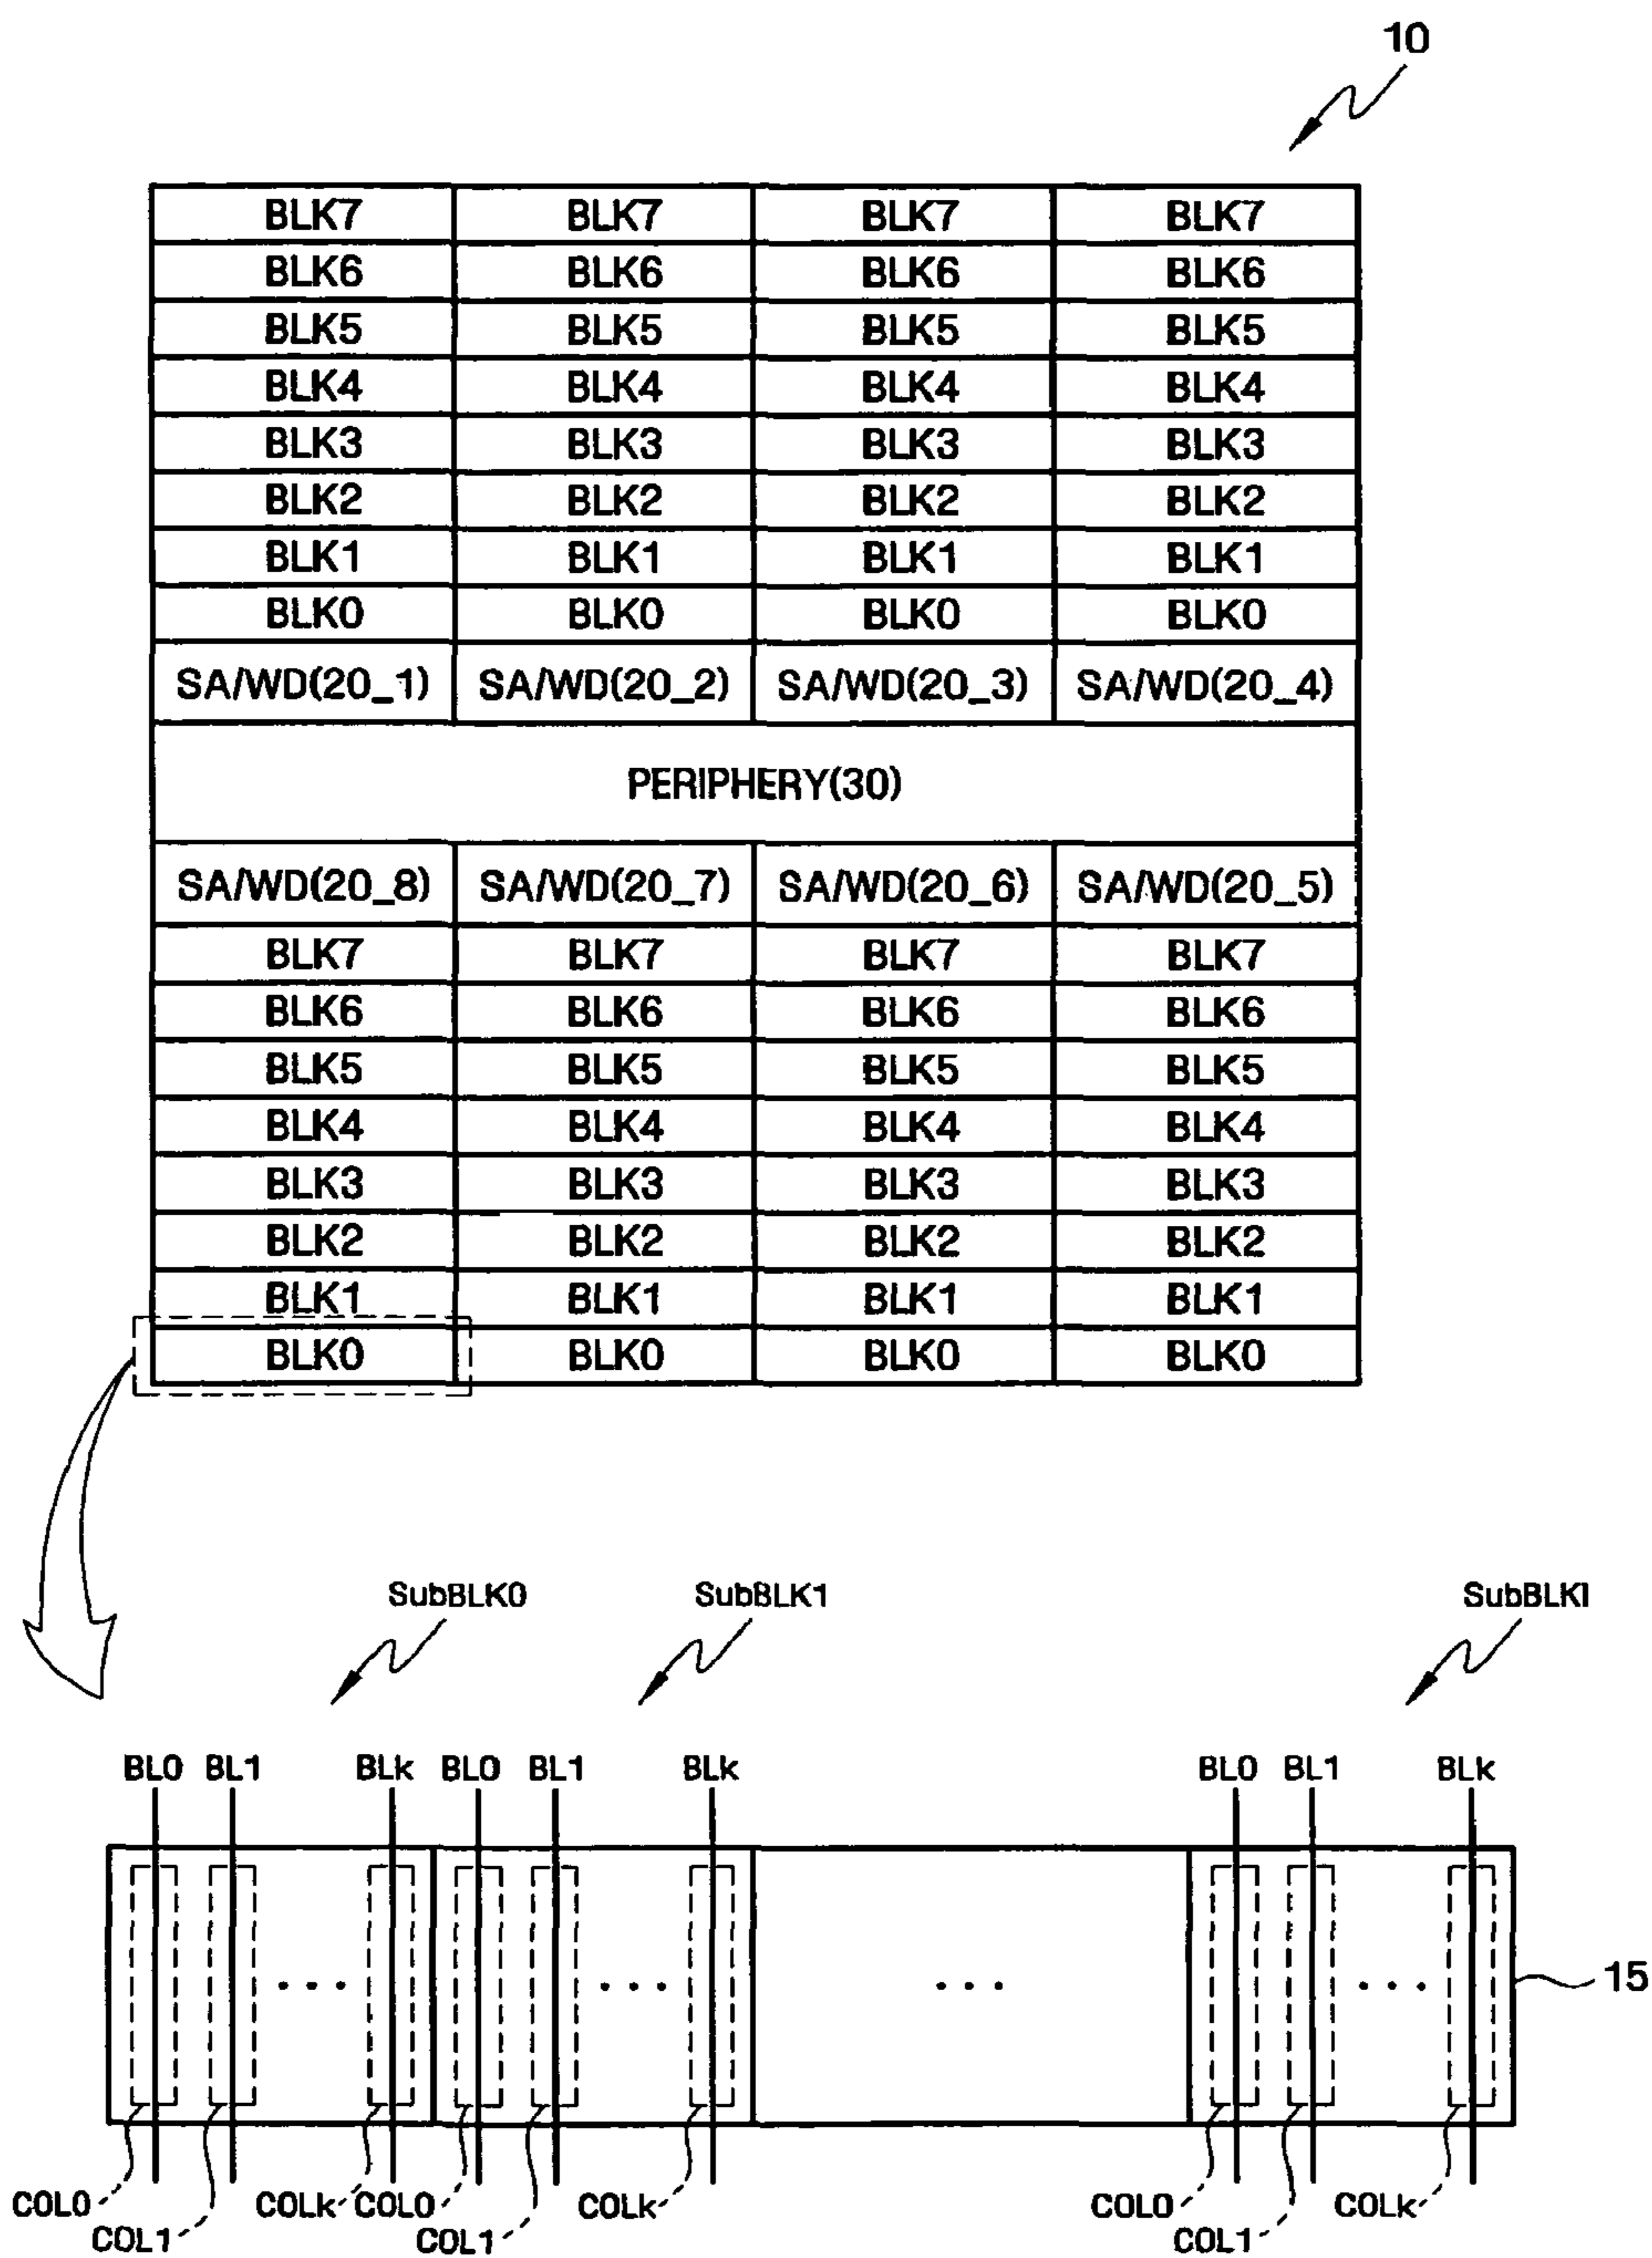 10
BLK7 BLK7 BLK7 BLK7
BLK6 BLK6 BLK6 BLK6
BLK5 BLK5 BLK5 BLK5
BLK4 BLK4 BLK4 BLK4
BLK3 BLK3 BLK3 BLK3
BLK2 BLK2 BLK2 BLK2
BLK1 BLK1 BLK1 BLK1
BLK0 BLK0 BLK0 BLK0
SA/WD(20_1) SA/WD(20_2) SA/WD(20_3) SA/WD(20_4)
PERIPHERY(30)
SA/WD(20_8) SA/WD(20_7) SA/WD(20_6) SA/WD(20_5)
BLK7 BLK7 BLK7 BLK7
BLK6 BLK6 BLK6 BLK6
BLK5 BLK5 BLK5 BLK5
BLK4 BLK4 BLK4 BLK4
BLK3 BLK3 BLK3 BLK3
BLK2 BLK2 BLK2 BLK2
BLK1 BLK1 BLK1 BLK1
BLK0 BLK0 BLK0 BLK0
SubBLK0 SubBLK1 SubBLKl
BL0 BL1 BLk BL0 BL1 BLk BL0 BL1 BLk
... ... ... ...
15
COL0 COL1 COLk COL0 COL1 COLk COL0 COL1 COLk